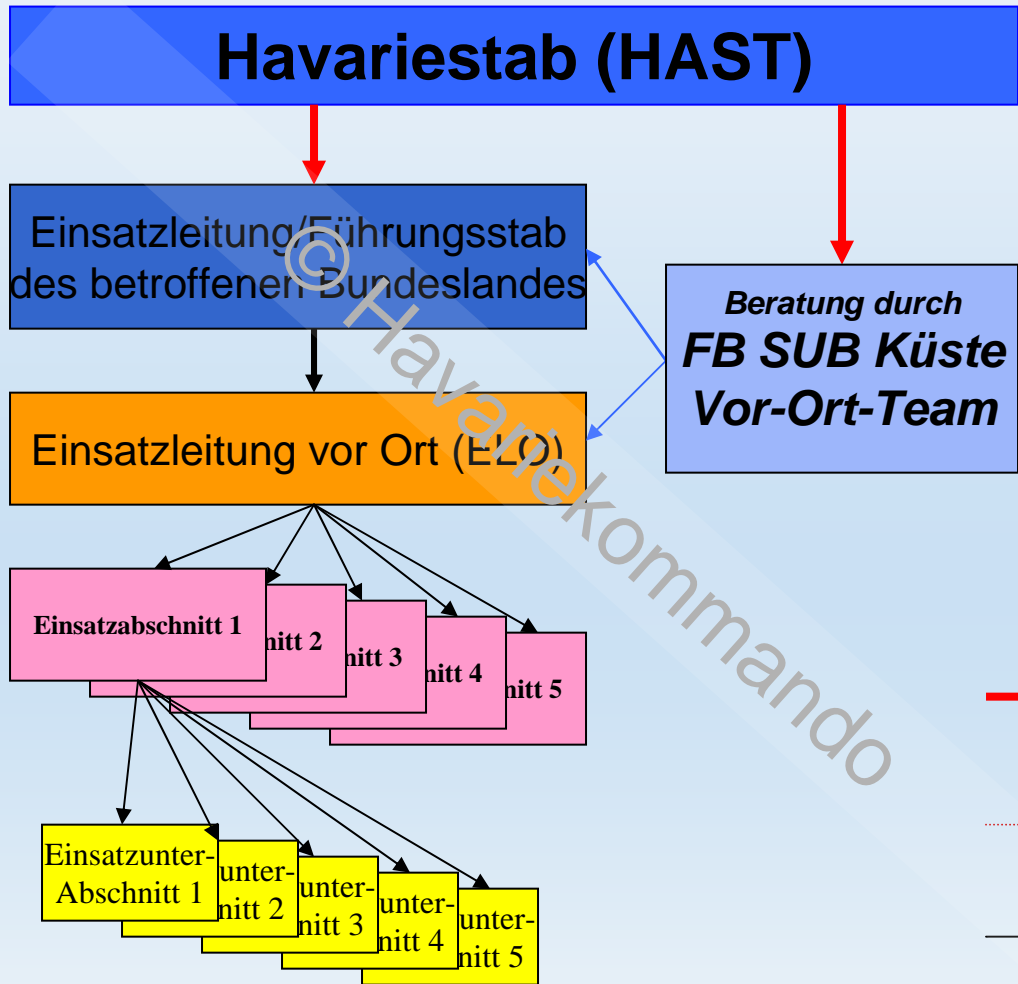 Havariestab (HAST)
Einsatzleitung/Führungsstab
des betroffenen Bundeslandes
Beratung durch
FB SUB Küste
Vor-Ort-Team
Einsatzleitung vor Ort (ELO)
© Havariekommando
Einsatzabschnitt 1
nitt 2
nitt 3
nitt 4
nitt 5
Einsatzunter-
Abschnitt 1
unter-
nitt 2
unter-
nitt 3
unter-
nitt 4
unter-
nitt 5